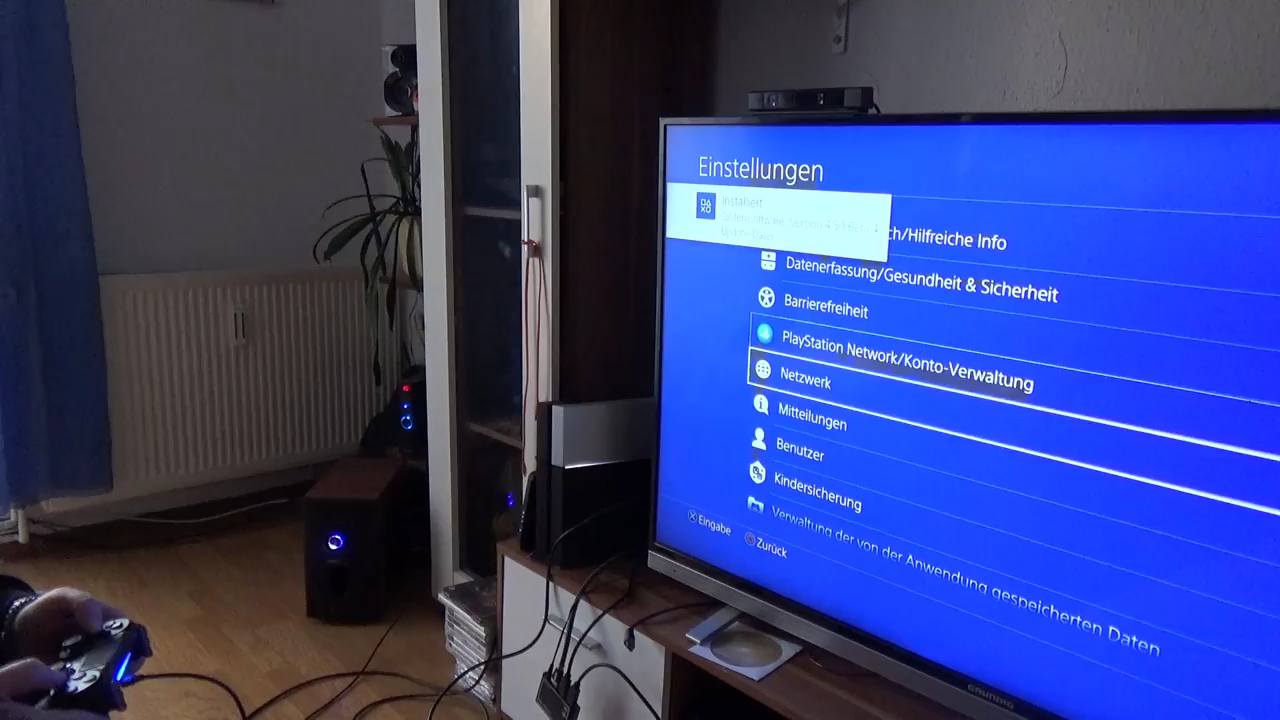 Einstellungen
Installiert
ch/Hilfreiche Info
Datenerfassung/Gesundheit & Sicherheit
Barrierefreiheit
PlayStation Network/Konto-Verwaltung
Netzwerk
Mitteilungen
Benutzer
Kindersicherung
Verwaltung der von der Anwendung gespeicherten Daten
Eingabe
Zurück
GRUNDIG